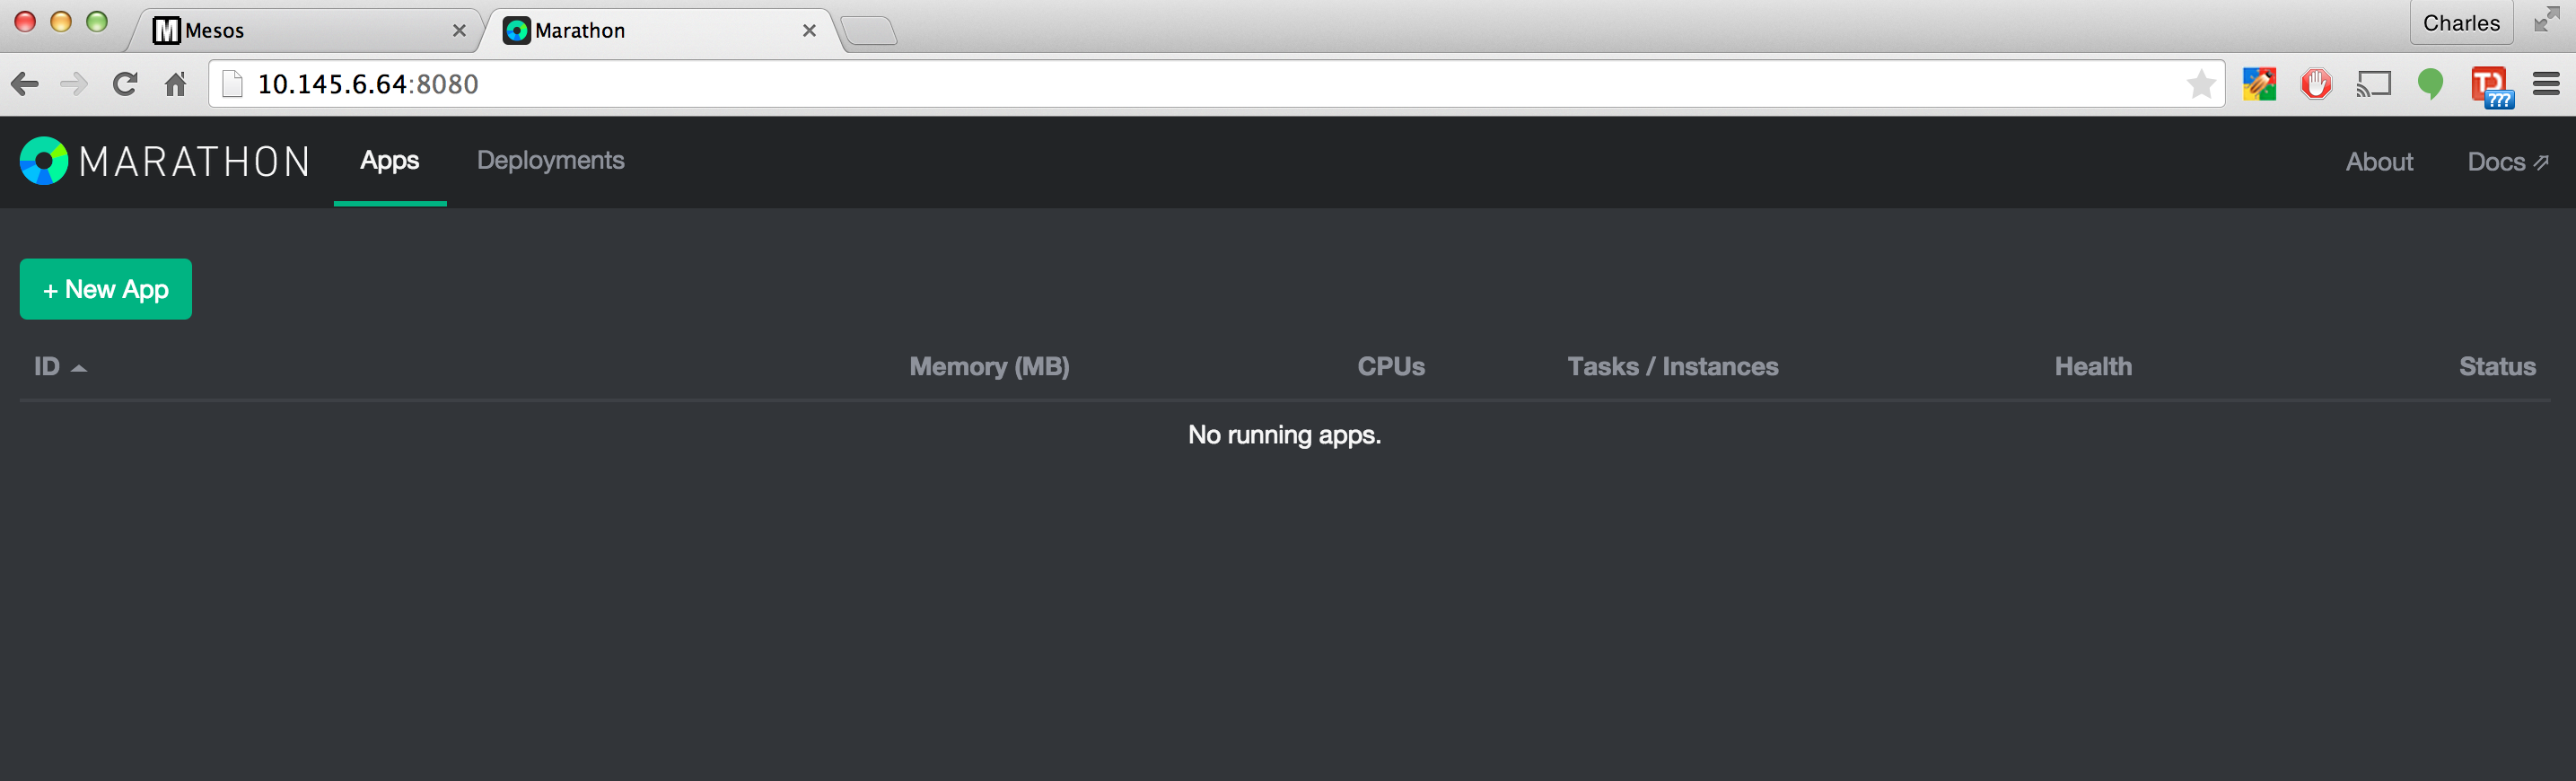 Mesos
Marathon
Charles
10.145.6.64:8080
???
MARATHON
Apps
Deployments
About
Docs
+ New App
ID
Memory (MB)
CPUs
Tasks / Instances
Health
Status
No running apps.